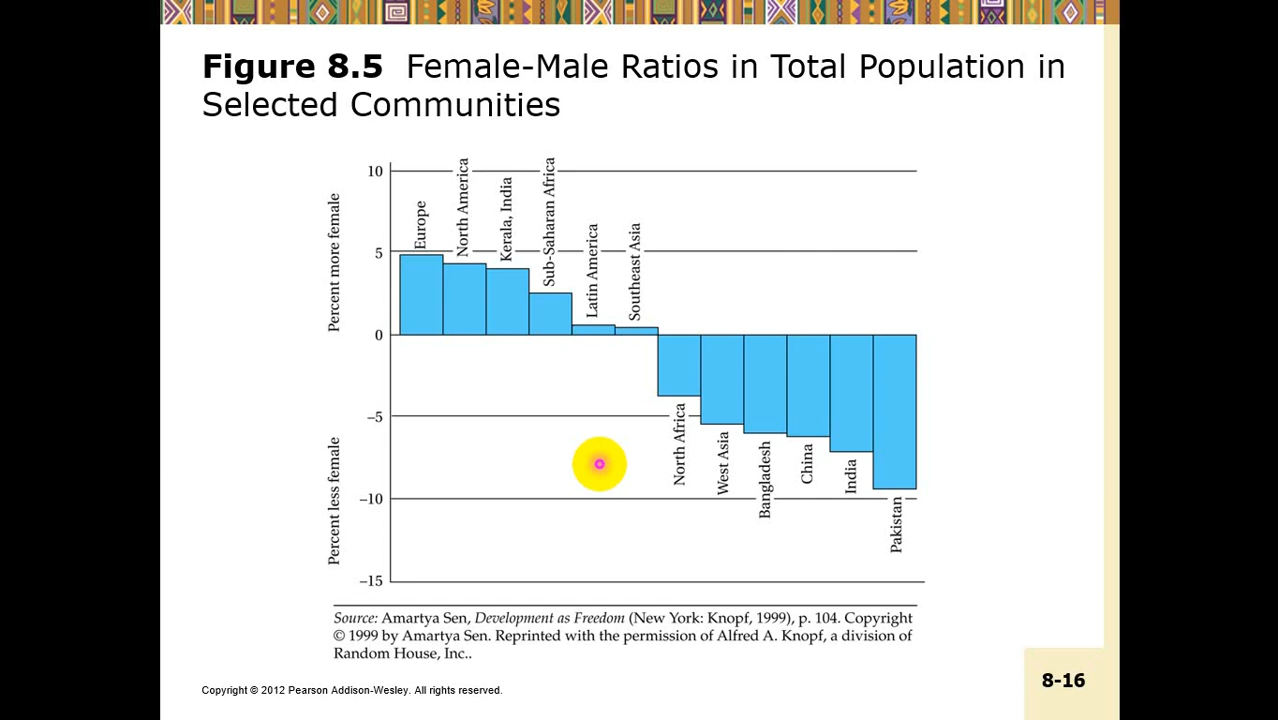 Figure 8.5 Female-Male Ratios in Total Population in
Selected Communities
10
5
0
−5
−10
−15
Percent more female
Percent less female
Europe
North America
Kerala, India
Sub-Saharan Africa
Latin America
Southeast Asia
North Africa
West Asia
Bangladesh
China
India
Pakistan
Source: Amartya Sen, Development as Freedom (New York: Knopf, 1999), p. 104. Copyright
© 1999 by Amartya Sen. Reprinted with the permission of Alfred A. Knopf, a division of
Random House, Inc..
Copyright © 2012 Pearson Addison-Wesley. All rights reserved.
8-16